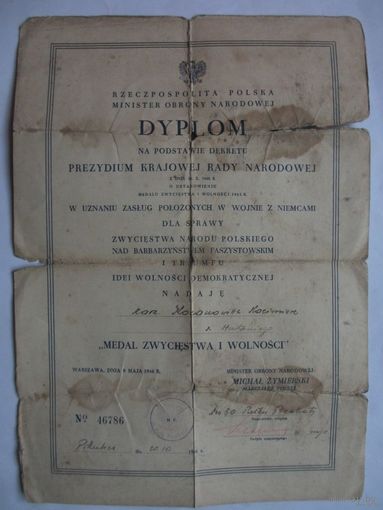 RZECZPOSPOLITA POLSKA
MINISTER OBRONY NARODOWEJ
DYPLOM
NA PODSTAWIE DEKRETU
PREZYDIUM KRAJOWEJ RADY NARODOWEJ
O USTANOWIENIU
MEDALU ZWYCIĘSTWA I WOLNOŚCI 1945 R.
W UZNANIU ZASŁUG POŁOŻONYCH W WOJNIE Z NIEMCAMI
DLA SPRAWY
ZWYCIĘSTWA NARODU POLSKIEGO
NAD BARBARZYŃSTWEM FASZYSTOWSKIM
I TRIUMFU
IDEI WOLNOŚCI DEMOKRATYCZNEJ
NADAJĘ
„MEDAL ZWYCIĘSTWA I WOLNOŚCI"
WARSZAWA, DNIA 9 MAJA 1946 R.
MINISTER OBRONY NARODOWEJ
MICHAŁ ŻYMIERSKI
MARSZAŁEK POLSKI
No 46786
M. P.